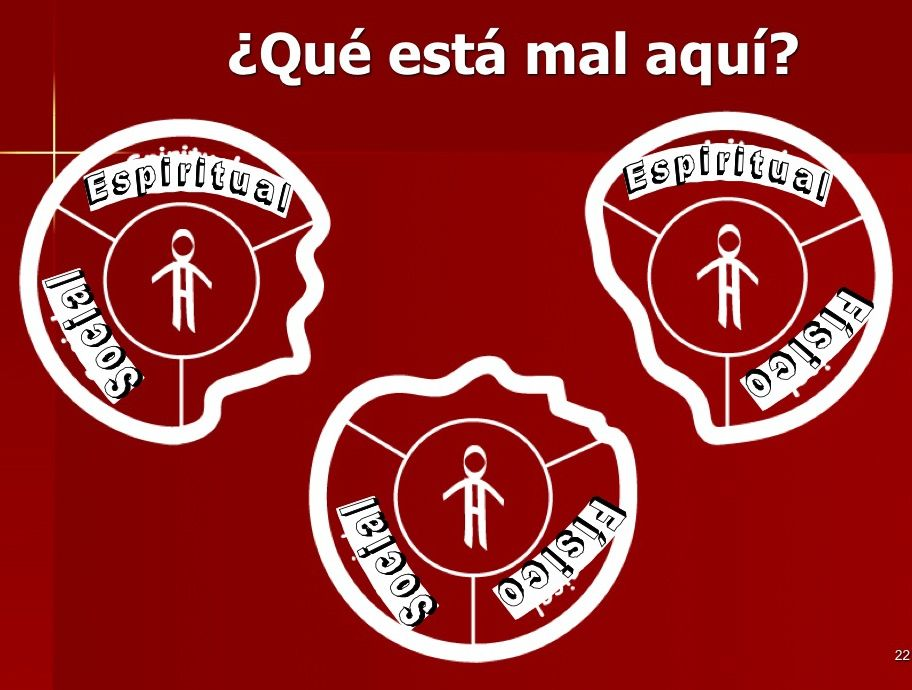 ¿Qué está mal aquí?
Espiritual
Social
Espiritual
Físico
Social
Físico
22